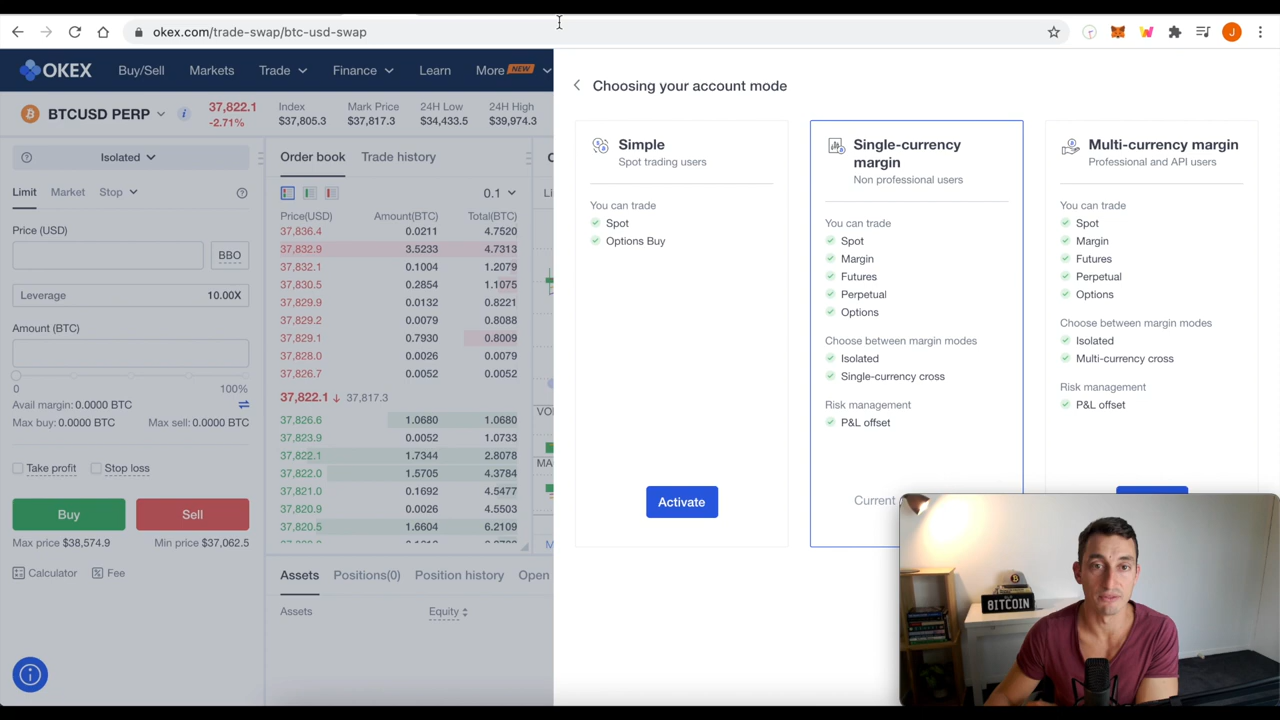 okex.com/trade-swap/btc-usd-swap
J
OKEX
Buy/Sell
Markets
Trade
Finance
Learn
More NEW
BTCUSD PERP
37,822.1
-2.71%
Index
$37,805.3
Mark Price
$37,817.3
24H Low
$34,433.5
24H High
$39,974.3
Isolated
Limit
Market
Stop
Price (USD)
BBO
Leverage
10.00X
Amount (BTC)
0
100%
Avail margin: 0.0000 BTC
Max buy: 0.0000 BTC
Max sell: 0.0000 BTC
Take profit
Stop loss
Buy
Sell
Max price $38,574.9
Min price $37,062.5
Calculator
Fee
Order book
Trade history
0.1
Price(USD) Amount(BTC) Total(BTC)
37,836.4 0.0211 4.7520
37,832.9 3.5233 4.7313
37,832.1 0.1004 1.2079
37,830.5 0.2854 1.1075
37,829.9 0.0132 0.8221
37,829.2 0.0079 0.8088
37,829.1 0.7930 0.8009
37,828.0 0.0026 0.0079
37,826.7 0.0052 0.0052
37,822.1 37,817.3
37,826.6 1.0680 1.0680
37,823.9 0.0052 1.0733
37,822.1 1.7344 2.8078
37,822.0 1.5705 4.3784
37,821.0 0.1692 4.5477
37,820.9 0.0026 4.5503
37,820.5 1.6604 6.2109
Assets
Positions(0)
Position history
Open
Assets
Equity
Choosing your account mode
Simple
Spot trading users
You can trade
Spot
Options Buy
Activate
Single-currency
margin
Non professional users
You can trade
Spot
Margin
Futures
Perpetual
Options
Choose between margin modes
Isolated
Single-currency cross
Risk management
P&L offset
Current
Multi-currency margin
Professional and API users
You can trade
Spot
Margin
Futures
Perpetual
Options
Choose between margin modes
Isolated
Multi-currency cross
Risk management
P&L offset
BITCOIN